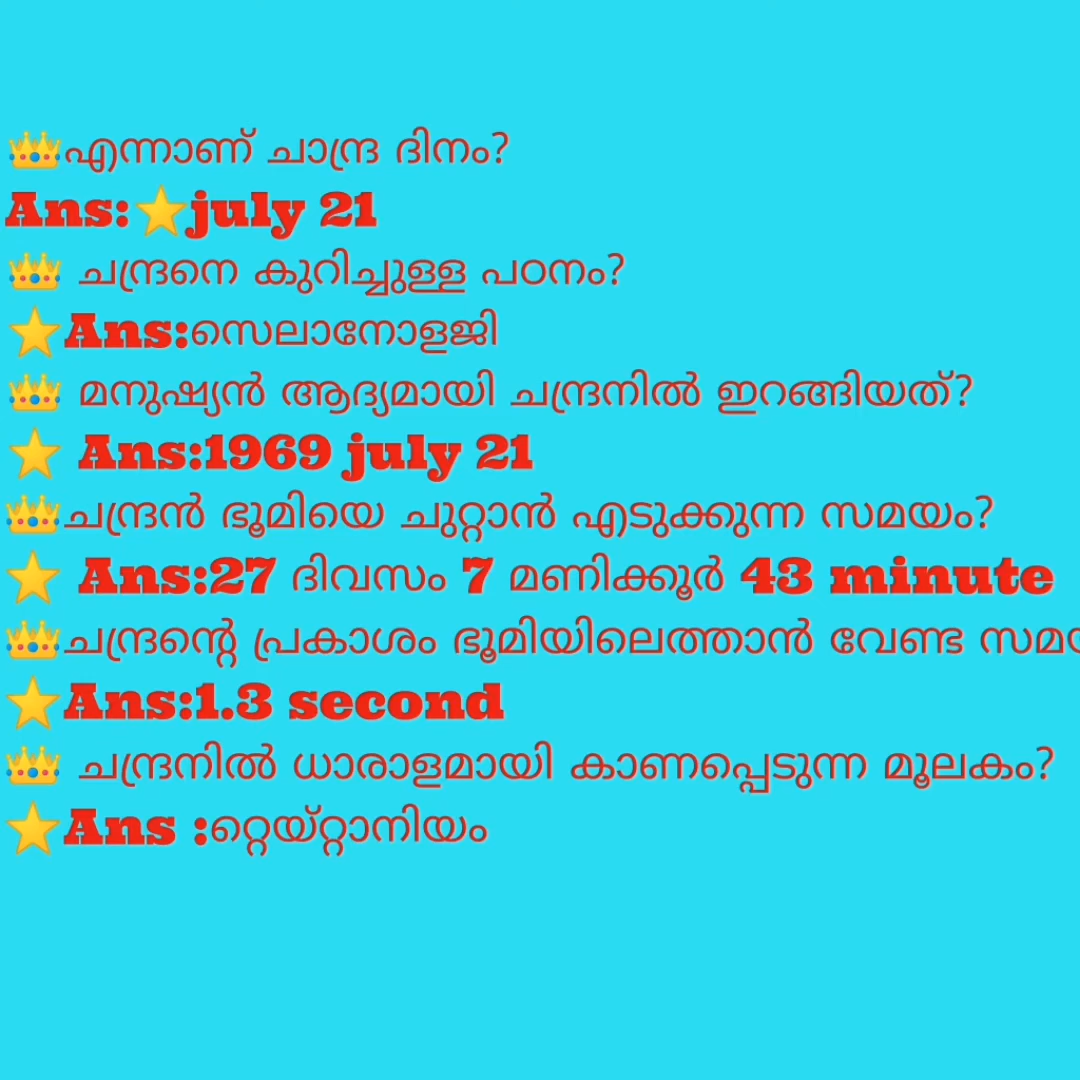 👑എന്നാണ് ചാന്ദ്ര ദിനം?
Ans:⭐july 21
👑 ചന്ദ്രനെ കുറിച്ചുള്ള പഠനം?
⭐Ans:സെലാനോളജി
👑 മനുഷ്യൻ ആദ്യമായി ചന്ദ്രനിൽ ഇറങ്ങിയത്?
⭐ Ans:1969 july 21
👑ചന്ദ്രൻ ഭൂമിയെ ചുറ്റാൻ എടുക്കുന്ന സമയം?
⭐ Ans:27 ദിവസം 7 മണിക്കൂർ 43 minute
👑ചന്ദ്രന്റെ പ്രകാശം ഭൂമിയിലെത്താൻ വേണ്ട
⭐Ans:1.3 second
👑 ചന്ദ്രനിൽ ധാരാളമായി കാണപ്പെടുന്ന മൂലകം?
⭐Ans :റ്റെയ്റ്റാനിയം